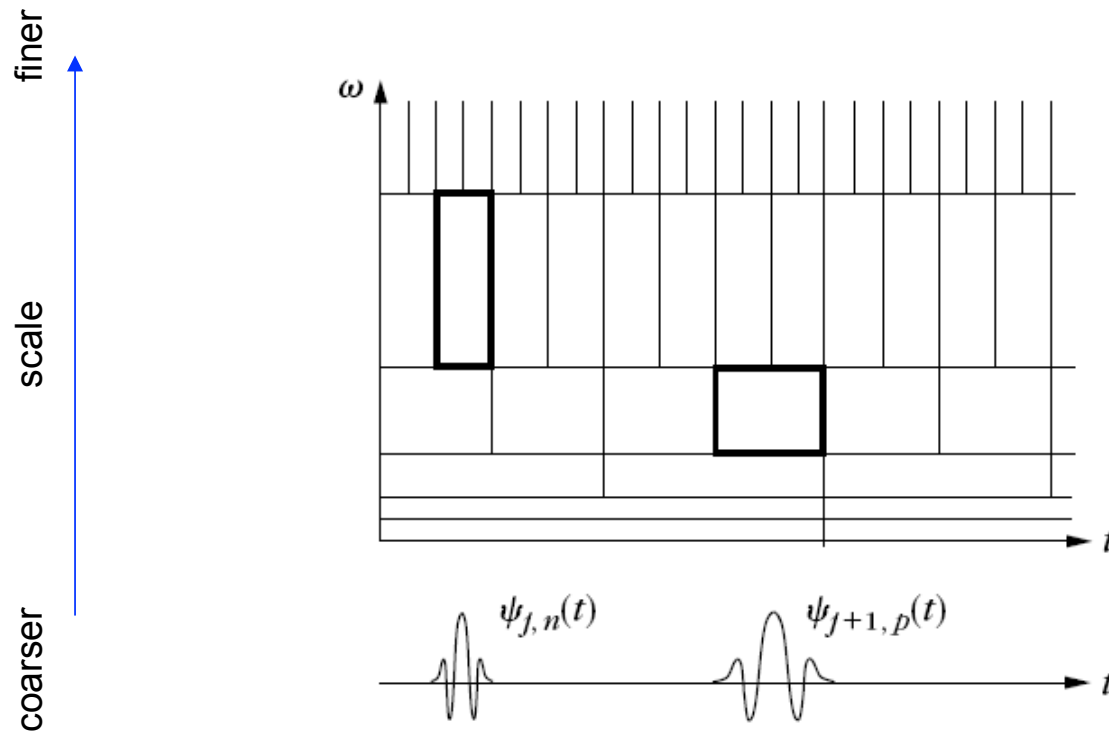 finer
scale
coarser
ω
t
ψj, n(t)
ψj+1, p(t)
t